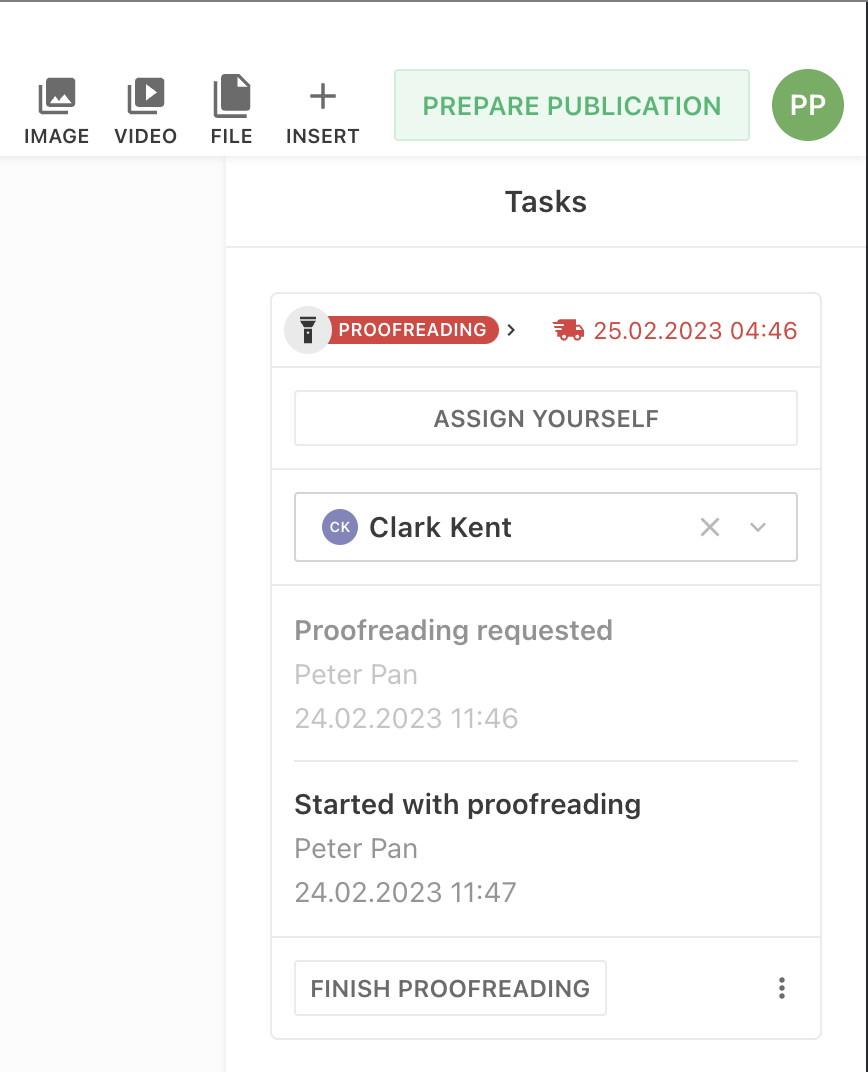 IMAGE VIDEO FILE INSERT PREPARE PUBLICATION PP
Tasks
PROOFREADING 25.02.2023 04:46
ASSIGN YOURSELF
CK Clark Kent
Proofreading requested
Peter Pan
24.02.2023 11:46
Started with proofreading
Peter Pan
24.02.2023 11:47
FINISH PROOFREADING